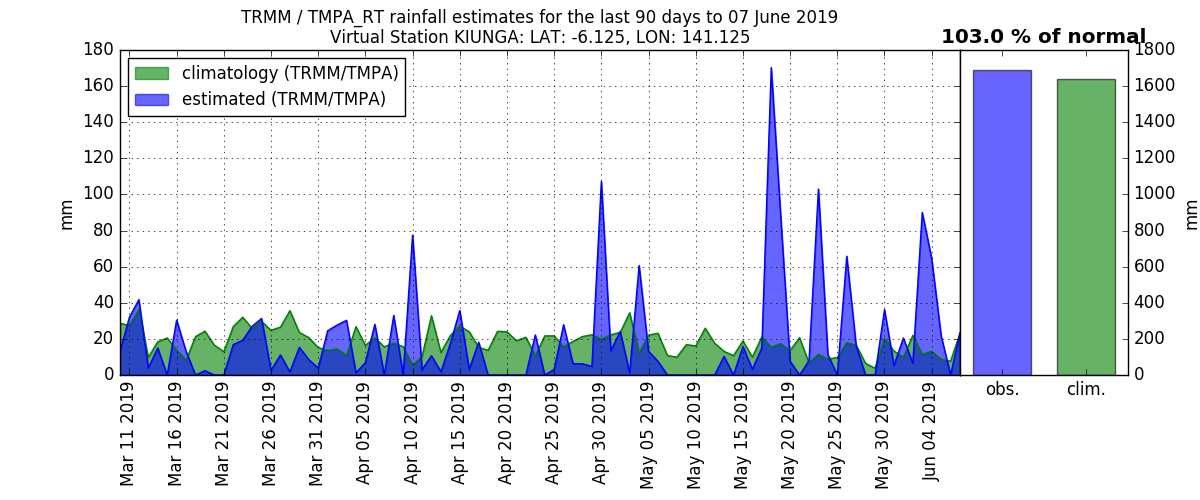 TRMM / TMPA_RT rainfall estimates for the last 90 days to 07 June 2019
Virtual Station KIUNGA: LAT: -6.125, LON: 141.125
103.0 % of normal
climatology (TRMM/TMPA)
estimated (TRMM/TMPA)
180
160
140
120
100
80
60
40
20
0
mm
1800
1600
1400
1200
1000
800
600
400
200
0
mm
Mar 11 2019
Mar 16 2019
Mar 21 2019
Mar 26 2019
Mar 31 2019
Apr 05 2019
Apr 10 2019
Apr 15 2019
Apr 20 2019
Apr 25 2019
Apr 30 2019
May 05 2019
May 10 2019
May 15 2019
May 20 2019
May 25 2019
May 30 2019
Jun 04 2019
obs.
clim.